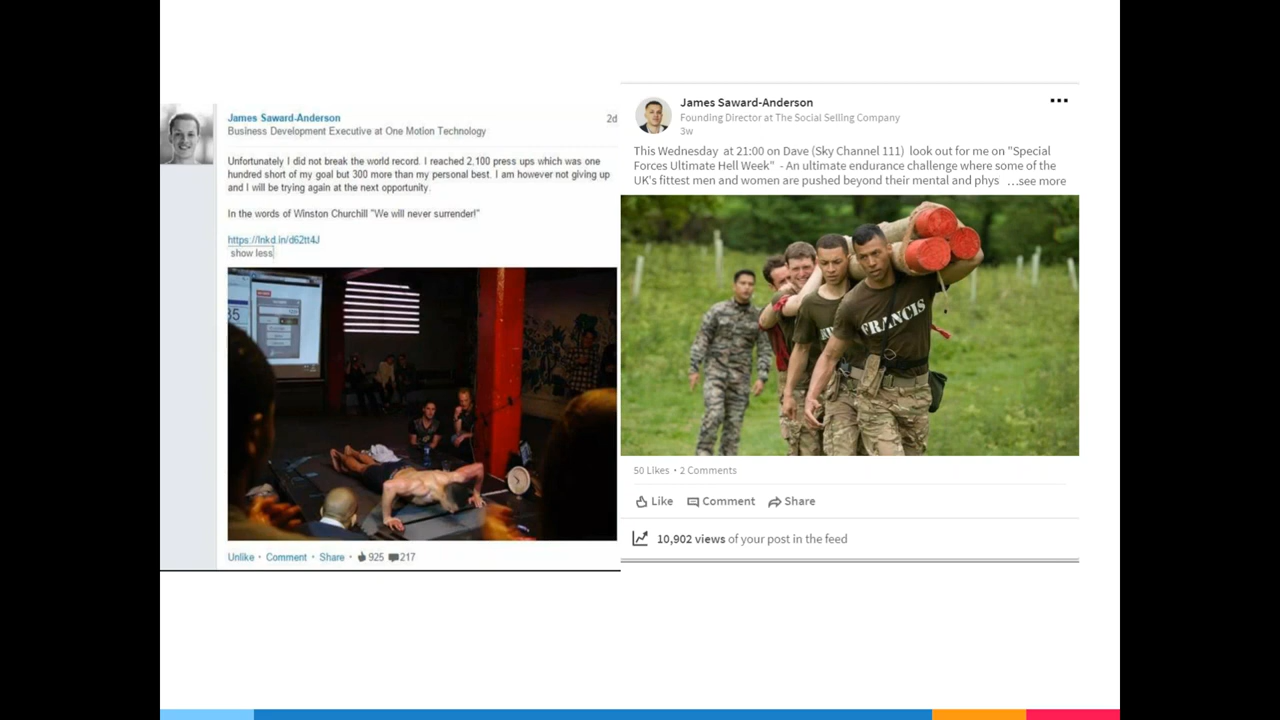 James Saward-Anderson
2d
Business Development Executive at One Motion Technology
Unfortunately I did not break the world record. I reached 2,100 press ups which was one
hundred short of my goal but 300 more than my personal best. I am however not giving up
and I will be trying again at the next opportunity.
In the words of Winston Churchill "We will never surrender!"
https://lnkd.in/d62tt4J
show less
35
Unlike · Comment · Share · 925 217
James Saward-Anderson
Founding Director at The Social Selling Company
3w
This Wednesday at 21:00 on Dave (Sky Channel 111) look out for me on "Special
Forces Ultimate Hell Week" - An ultimate endurance challenge where some of the
UK's fittest men and women are pushed beyond their mental and phys ...see more
FRANCIS
50 Likes • 2 Comments
Like Comment Share
10,902 views of your post in the feed